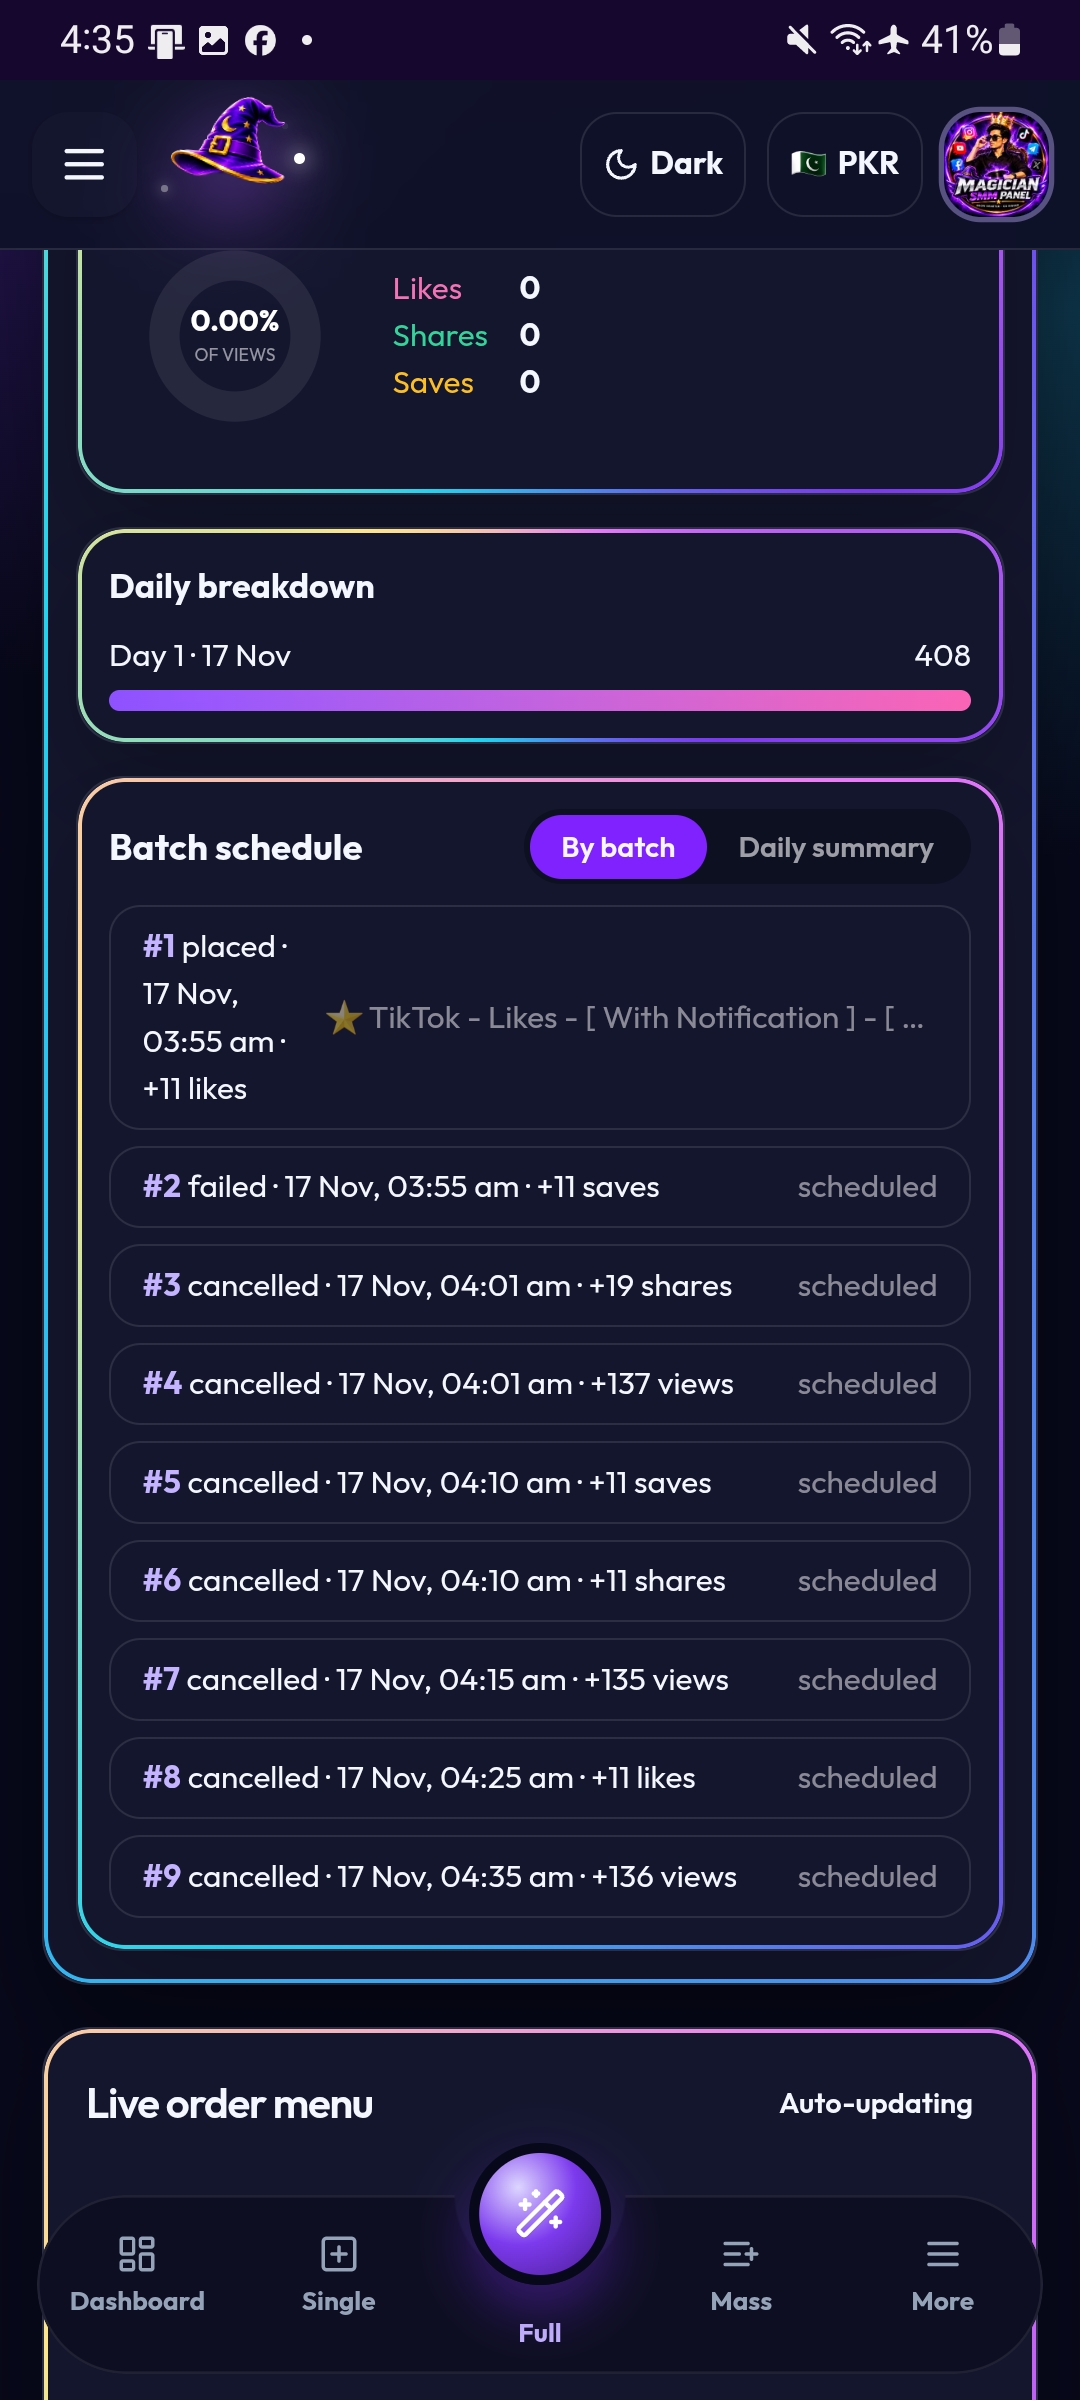 4:35
41%
Dark
PKR
MAGICIAN
SMM PANEL
0.00%
OF VIEWS
Likes 0
Shares 0
Saves 0
Daily breakdown
Day 1 · 17 Nov 408
Batch schedule
By batch
Daily summary
#1 placed ·
17 Nov,
03:55 am ·
+11 likes
TikTok - Likes - [ With Notification ] - [ ...
#2 failed · 17 Nov, 03:55 am · +11 saves scheduled
#3 cancelled · 17 Nov, 04:01 am · +19 shares scheduled
#4 cancelled · 17 Nov, 04:01 am · +137 views scheduled
#5 cancelled · 17 Nov, 04:10 am · +11 saves scheduled
#6 cancelled · 17 Nov, 04:10 am · +11 shares scheduled
#7 cancelled · 17 Nov, 04:15 am · +135 views scheduled
#8 cancelled · 17 Nov, 04:25 am · +11 likes scheduled
#9 cancelled · 17 Nov, 04:35 am · +136 views scheduled
Live order menu
Auto-updating
Dashboard
Single
Full
Mass
More